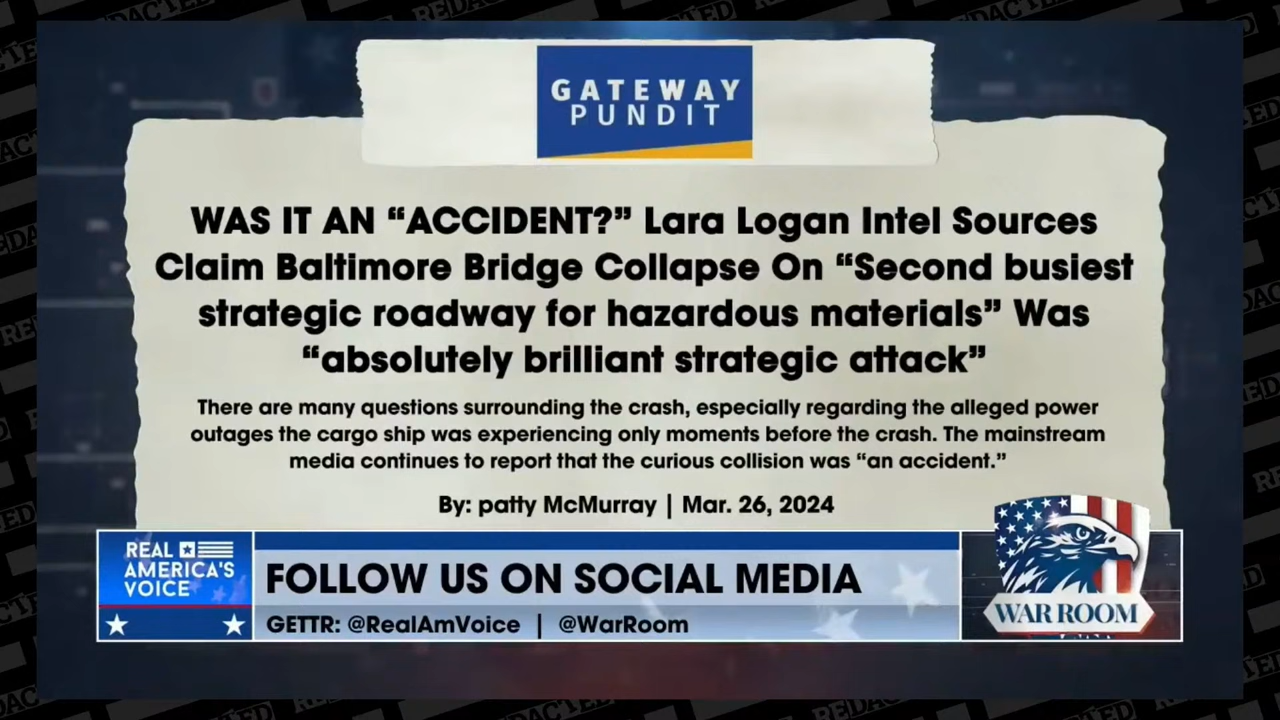 GATEWAY
PUNDIT
WAS IT AN “ACCIDENT?” Lara Logan Intel Sources
Claim Baltimore Bridge Collapse On “Second busiest
strategic roadway for hazardous materials” Was
“absolutely brilliant strategic attack”
There are many questions surrounding the crash, especially regarding the alleged power
outages the cargo ship was experiencing only moments before the crash. The mainstream
media continues to report that the curious collision was “an accident.”
By: patty McMurray | Mar. 26, 2024
REAL
AMERICA'S
VOICE
FOLLOW US ON SOCIAL MEDIA
GETTR: @RealAmVoice | @WarRoom
WAR ROOM
REDACTED